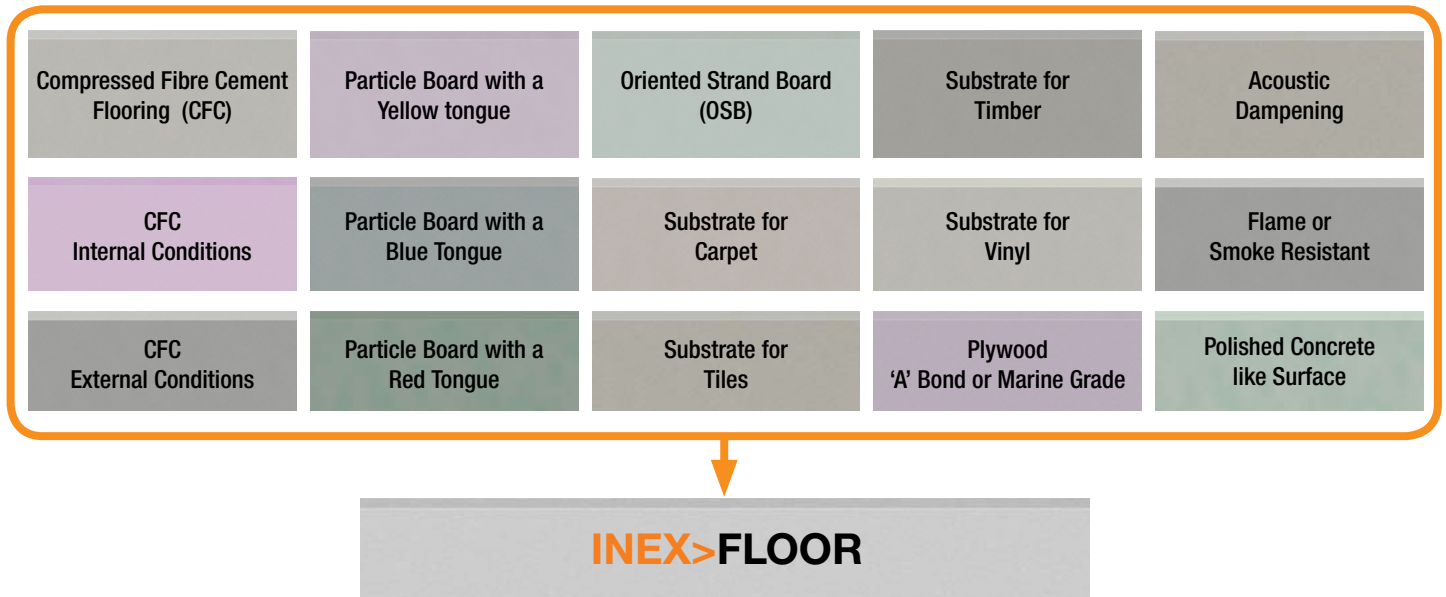 Compressed Fibre Cement
Flooring (CFC)
Particle Board with a
Yellow tongue
Oriented Strand Board
(OSB)
Substrate for
Timber
Acoustic
Dampening
CFC
Internal Conditions
Particle Board with a
Blue Tongue
Substrate for
Carpet
Substrate for
Vinyl
Flame or
Smoke Resistant
CFC
External Conditions
Particle Board with a
Red Tongue
Substrate for
Tiles
Plywood
‘A’ Bond or Marine Grade
Polished Concrete
like Surface
INEX>FLOOR